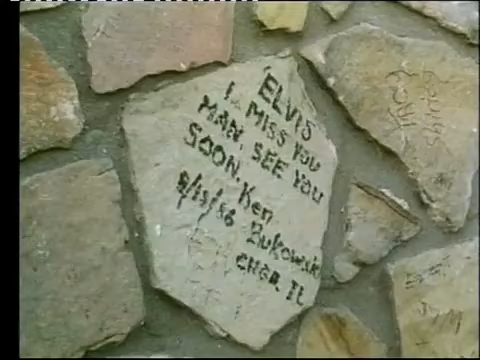 ELVIS
I MISS YOU
MAN, SEE YOU
SOON. Ken
Bukowski
8/15/86
CHGO. IL